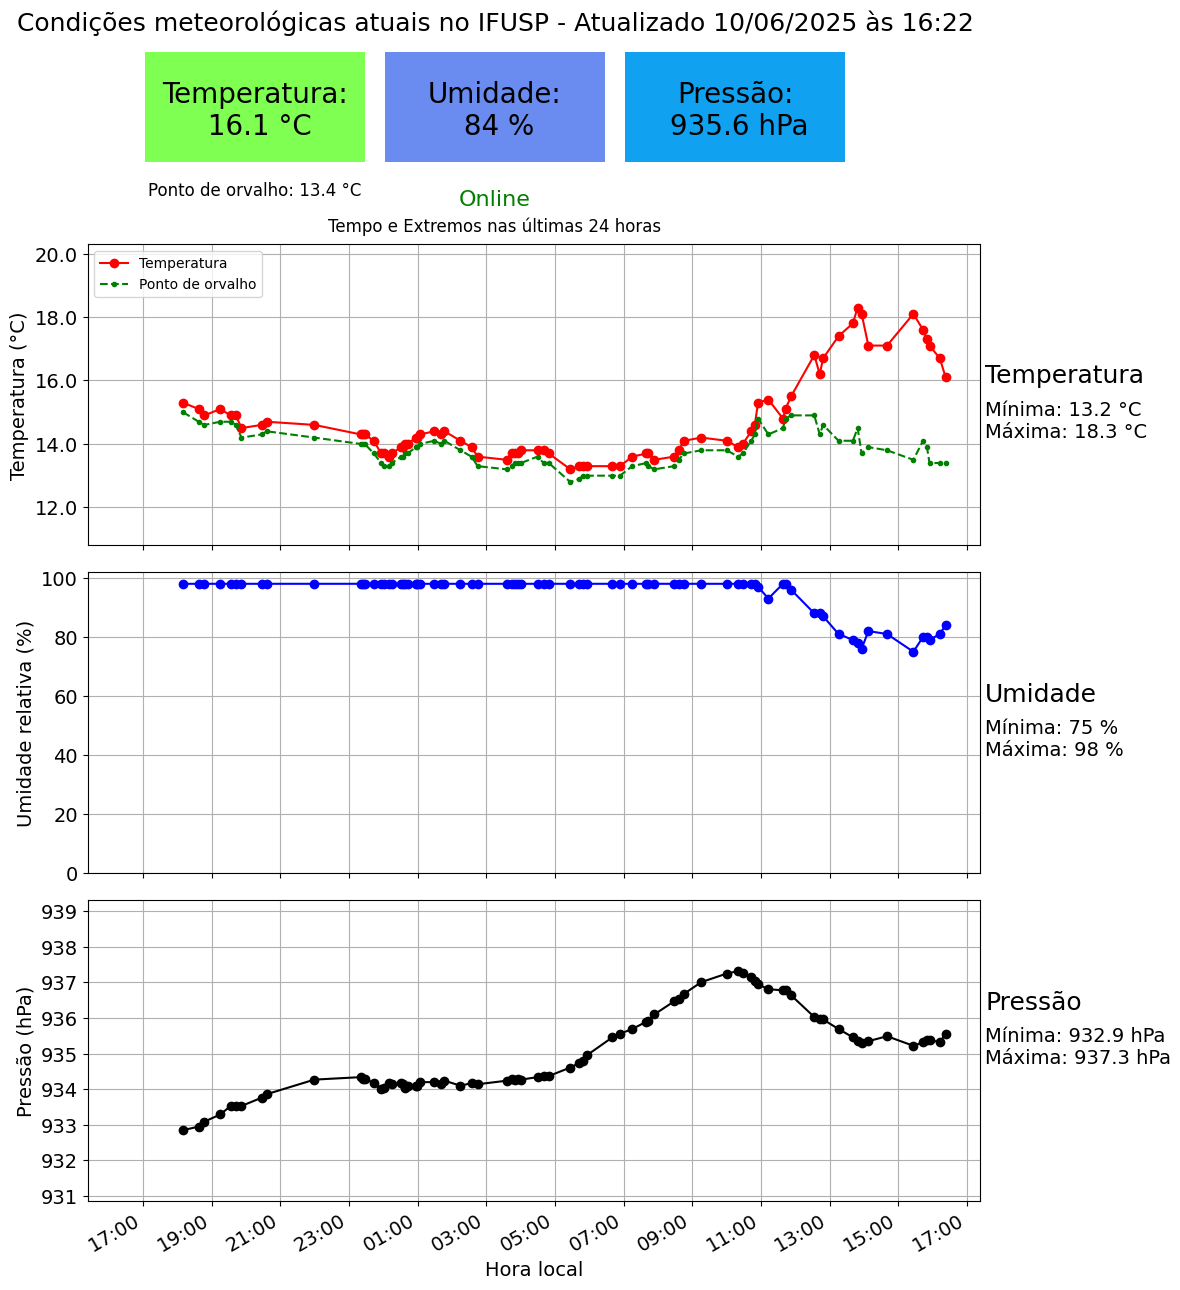 Condições meteorológicas atuais no IFUSP - Atualizado 10/06/2025 às 16:22
Temperatura:
16.1 °C
Umidade:
84 %
Pressão:
935.6 hPa
Ponto de orvalho: 13.4 °C
Online
Tempo e Extremos nas últimas 24 horas
Temperatura (°C)
20.0
18.0
16.0
14.0
12.0
Temperatura
Ponto de orvalho
Temperatura
Mínima: 13.2 °C
Máxima: 18.3 °C
Umidade relativa (%)
100
80
60
40
20
0
Umidade
Mínima: 75 %
Máxima: 98 %
Pressão (hPa)
939
938
937
936
935
934
933
932
931
Pressão
Mínima: 932.9 hPa
Máxima: 937.3 hPa
17:00 19:00 21:00 23:00 01:00 03:00 05:00 07:00 09:00 11:00 13:00 15:00 17:00
Hora local